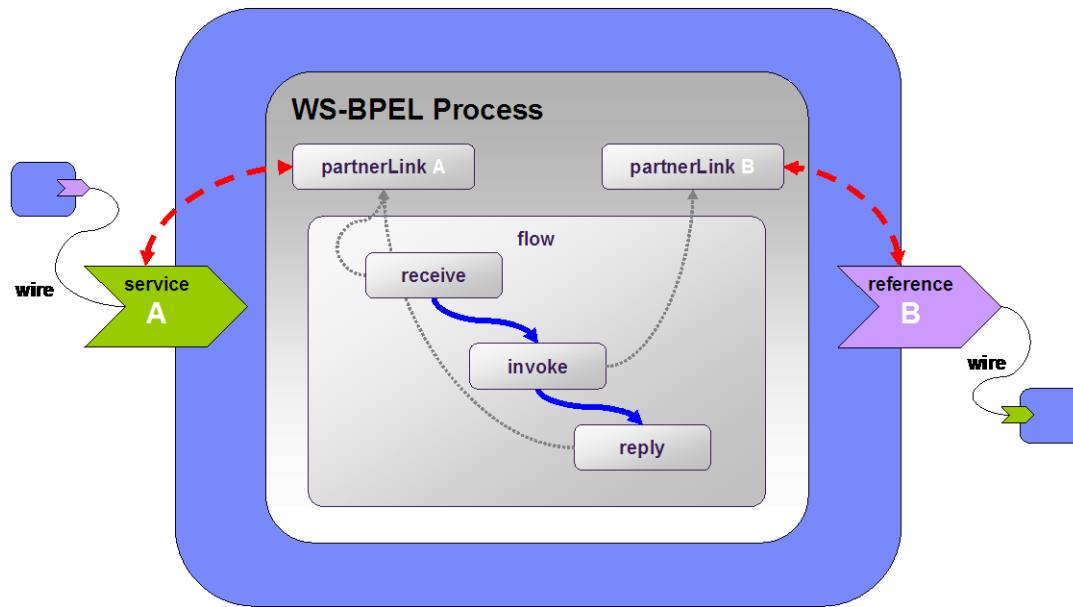 WS-BPEL Process
partnerLink A
partnerLink B
flow
receive
service
A
wire
reference
B
invoke
wire
reply